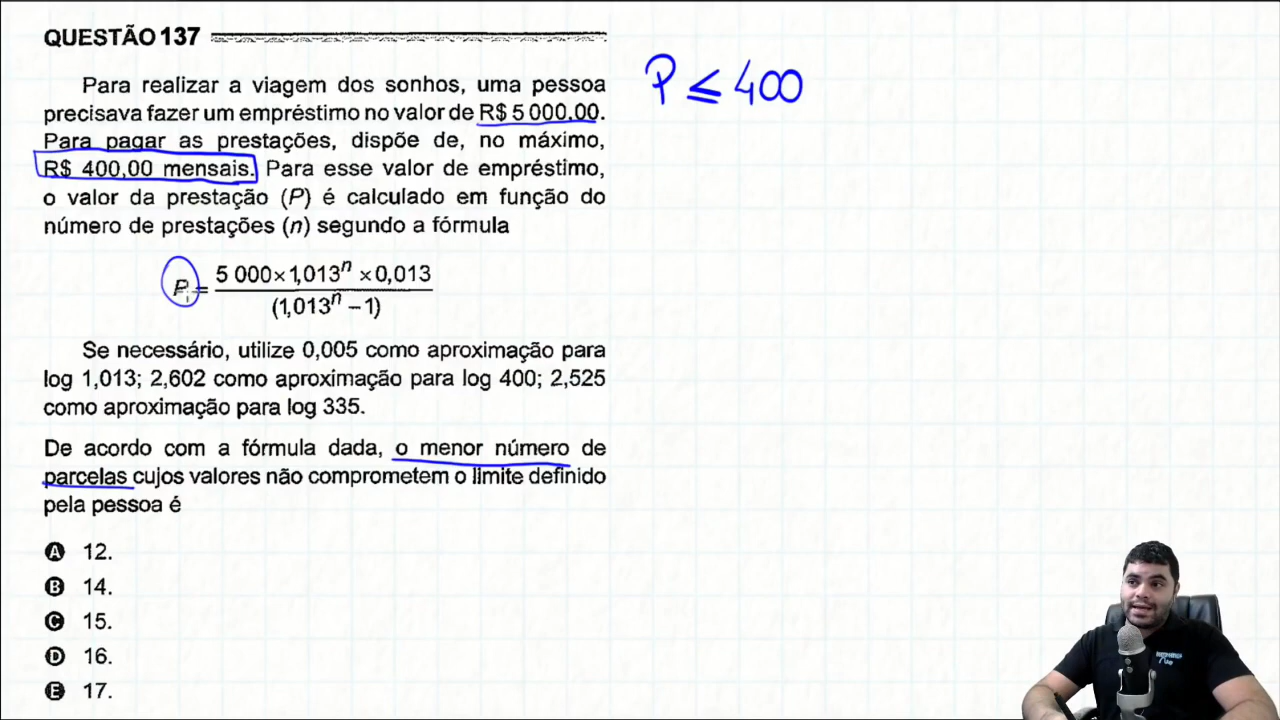 QUESTÃO 137
Para realizar a viagem dos sonhos, uma pessoa
precisava fazer um empréstimo no valor de R$ 5 000,00.
Para pagar as prestações, dispõe de, no máximo,
R$ 400,00 mensais. Para esse valor de empréstimo,
o valor da prestação (P) é calculado em função do
número de prestações (n) segundo a fórmula
P = 5 000 × 1,013ⁿ × 0,013
(1,013ⁿ – 1)
Se necessário, utilize 0,005 como aproximação para
log 1,013; 2,602 como aproximação para log 400; 2,525
como aproximação para log 335.
De acordo com a fórmula dada, o menor número de
parcelas cujos valores não comprometem o limite definido
pela pessoa é
A 12.
B 14.
C 15.
D 16.
E 17.
P ≤ 400